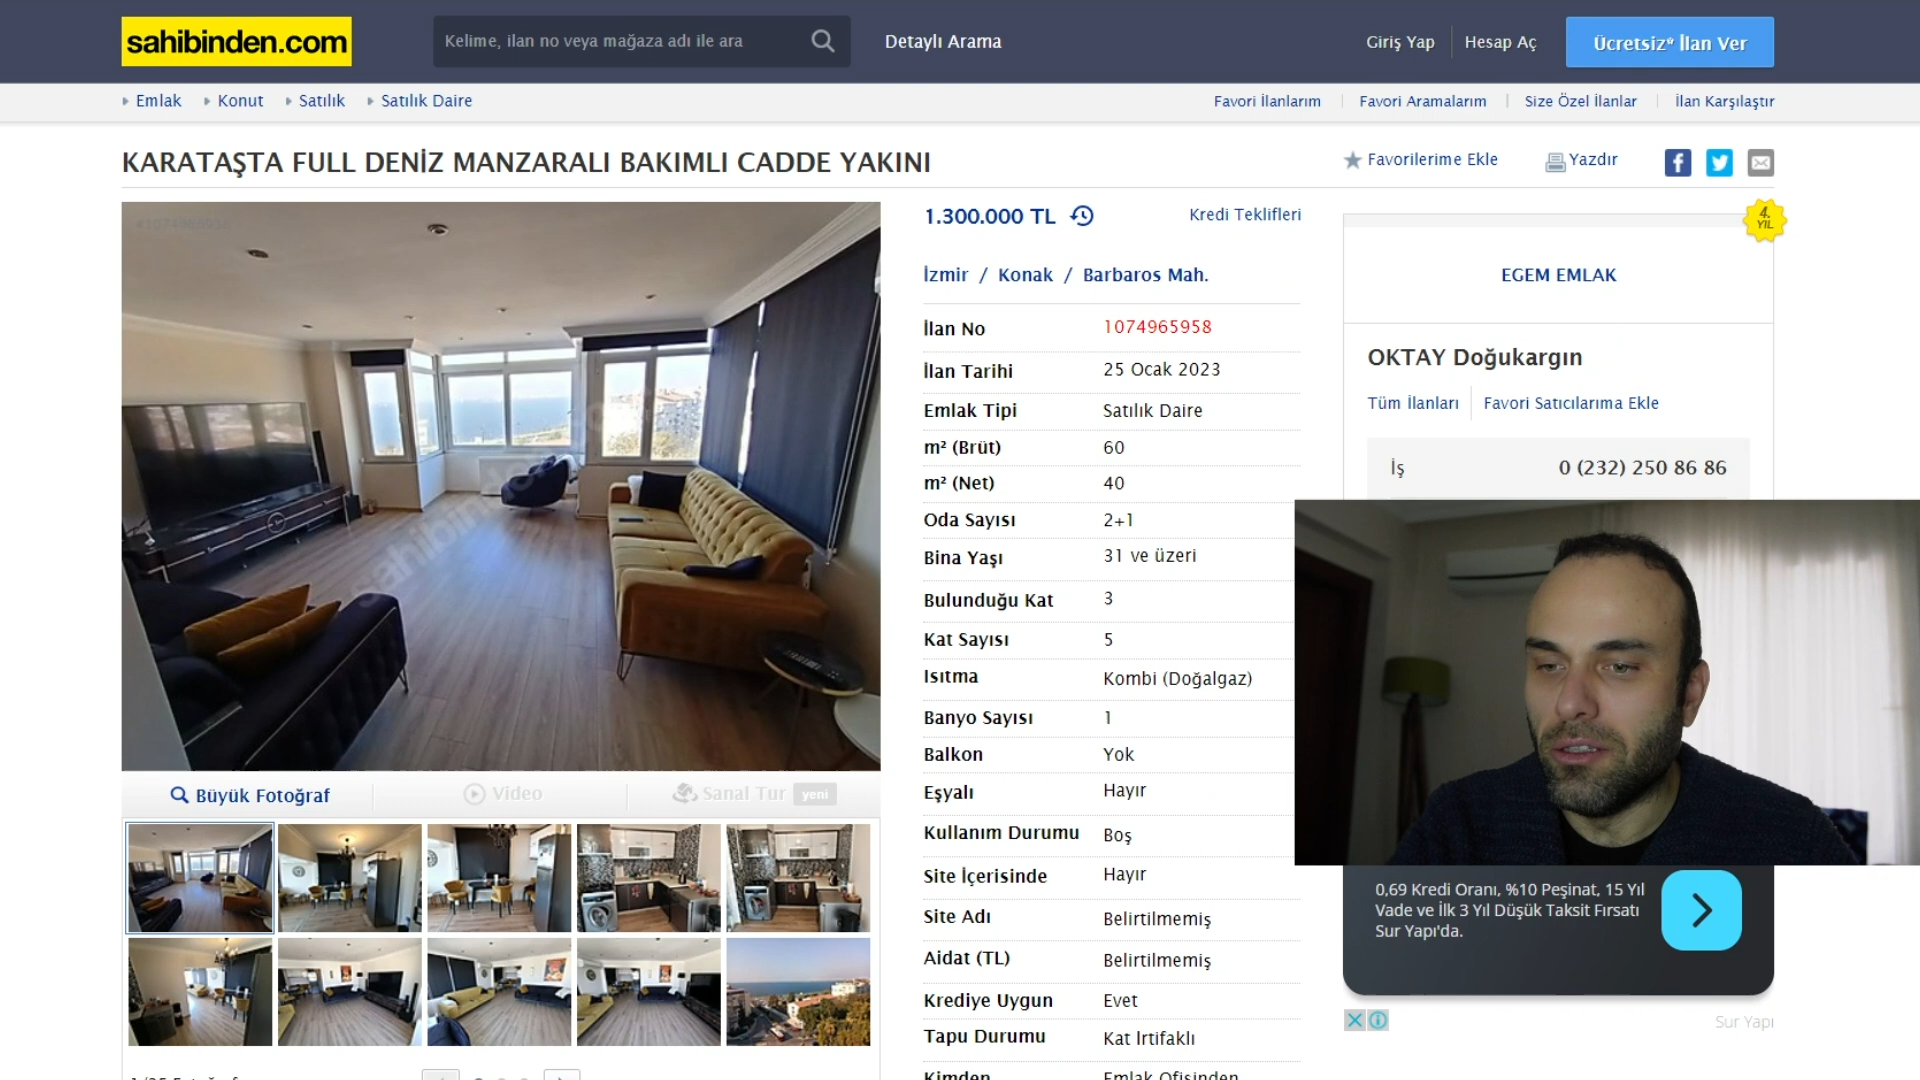 sahibinden.com
Kelime, ilan no veya mağaza adı ile ara
Detaylı Arama
Giriş Yap
Hesap Aç
Ücretsiz* İlan Ver
Emlak
Konut
Satılık
Satılık Daire
Favori İlanlarım
Favori Aramalarım
Size Özel İlanlar
İlan Karşılaştır
KARATAŞTA FULL DENİZ MANZARALI BAKIMLI CADDE YAKINI
Favorilerime Ekle
Yazdır
1.300.000 TL
Kredi Teklifleri
4. YIL
İzmir / Konak / Barbaros Mah.
EGEM EMLAK
İlan No 1074965958
İlan Tarihi 25 Ocak 2023
Emlak Tipi Satılık Daire
m² (Brüt) 60
m² (Net) 40
Oda Sayısı 2+1
Bina Yaşı 31 ve üzeri
Bulunduğu Kat 3
Kat Sayısı 5
Isıtma Kombi (Doğalgaz)
Banyo Sayısı 1
Balkon Yok
Eşyalı Hayır
Kullanım Durumu Boş
Site İçerisinde Hayır
Site Adı Belirtilmemiş
Aidat (TL) Belirtilmemiş
Krediye Uygun Evet
Tapu Durumu Kat İrtifaklı
Kimden Emlak Ofisinden
OKTAY Doğukargın
Tüm İlanları
Favori Satıcılarıma Ekle
İş 0 (232) 250 86 86
Büyük Fotoğraf
Video
Sanal Tur yeni
0,69 Kredi Oranı, %10 Peşinat, 15 Yıl
Vade ve İlk 3 Yıl Düşük Taksit Fırsatı
Sur Yapı'da.
Sur Yapı